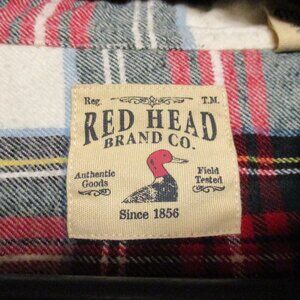 Reg. T.M.
RED HEAD
BRAND CO.
Authentic Field
Goods Tested
Since 1856